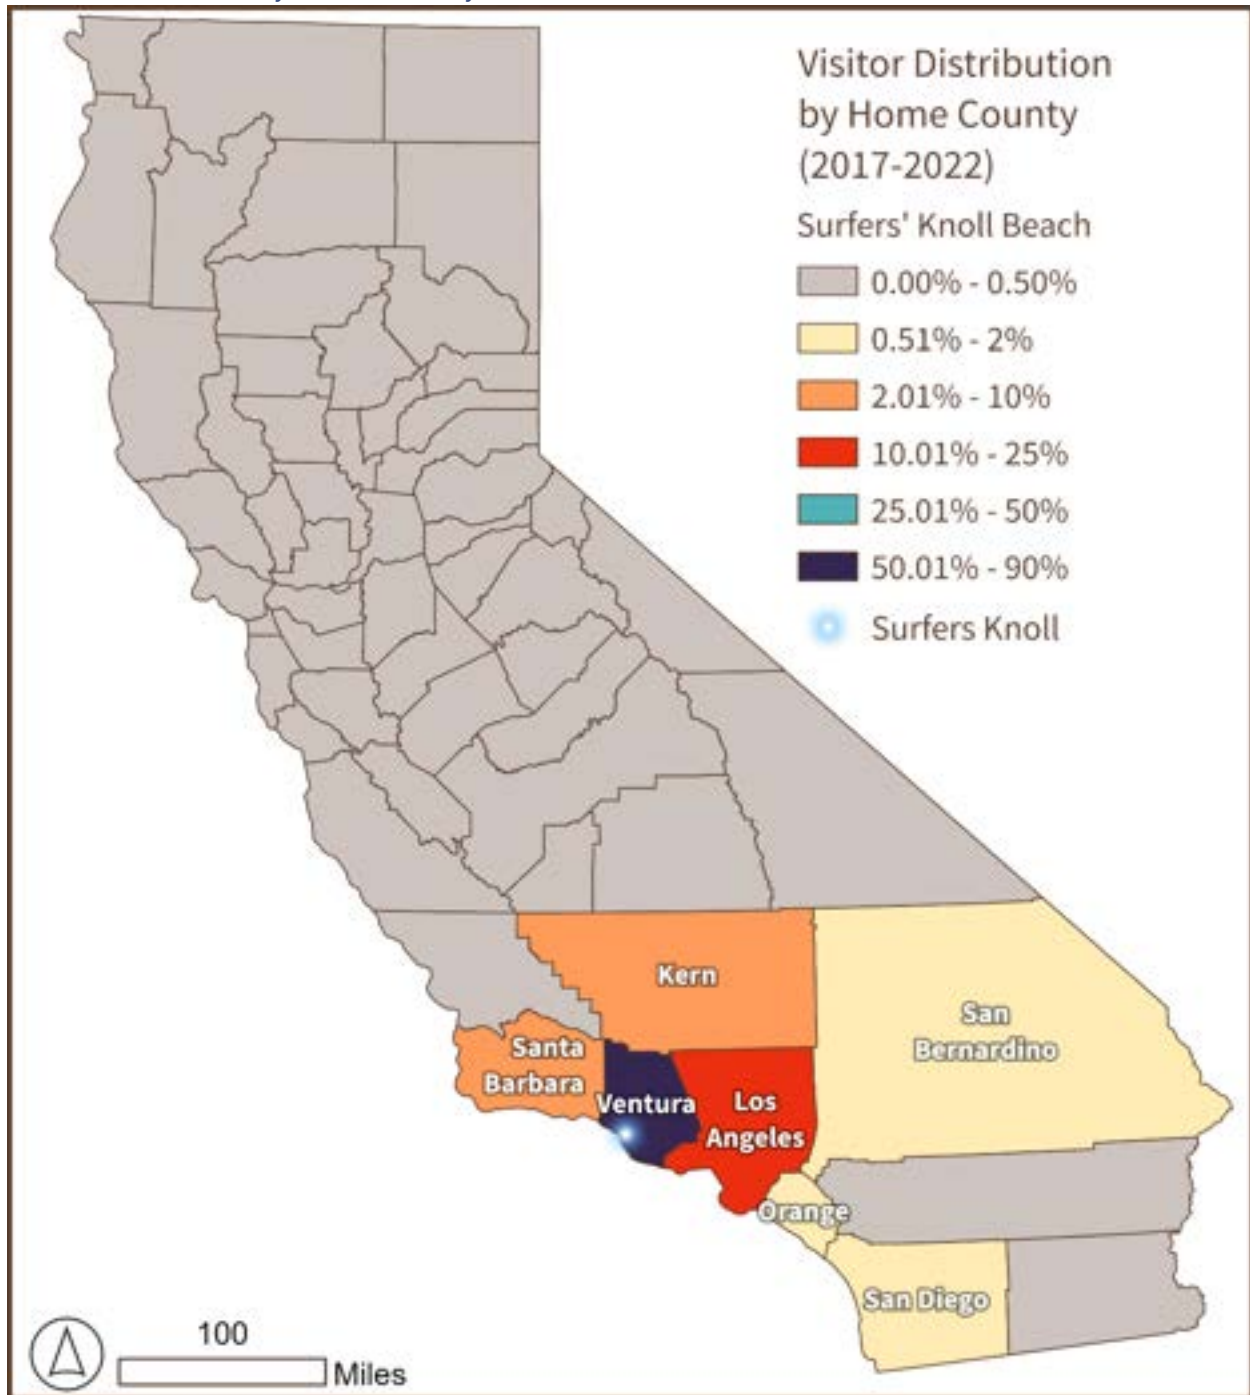 Visitor Distribution
by Home County
(2017-2022)
Surfers' Knoll Beach
0.00% - 0.50%
0.51% - 2%
2.01% - 10%
10.01% - 25%
25.01% - 50%
50.01% - 90%
Surfers Knoll
Kern
San
Bernardino
Santa
Barbara
Ventura
Los
Angeles
Orange
San Diego
100
Miles